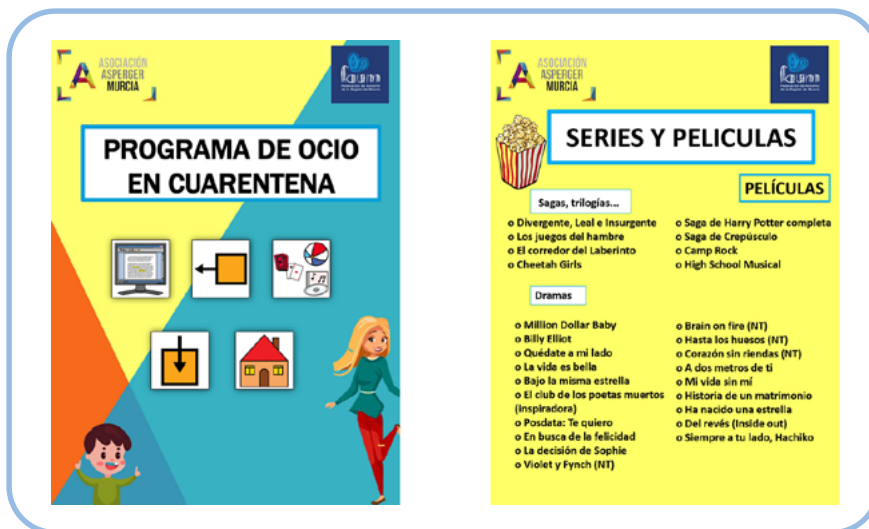 ASOCIACIÓN
ASPERGER
MURCIA
faum
PROGRAMA DE OCIO
EN CUARENTENA
ASOCIACIÓN
ASPERGER
MURCIA
faum
SERIES Y PELICULAS
PELÍCULAS
Sagas, trilogías...
o Divergente, Leal e Insurgente
o Los juegos del hambre
o El corredor del Laberinto
o Cheetah Girls
o Saga de Harry Potter completa
o Saga de Crepúsculo
o Camp Rock
o High School Musical
Dramas
o Million Dollar Baby
o Billy Elliot
o Quédate a mi lado
o La vida es bella
o Bajo la misma estrella
o El club de los poetas muertos
(inspiradora)
o Posdata: Te quiero
o En busca de la felicidad
o La decisión de Sophie
o Violet y Fynch (NT)
o Brain on fire (NT)
o Hasta los huesos (NT)
o Corazón sin riendas (NT)
o A dos metros de ti
o Mi vida sin mí
o Historia de un matrimonio
o Ha nacido una estrella
o Del revés (Inside out)
o Siempre a tu lado, Hachiko